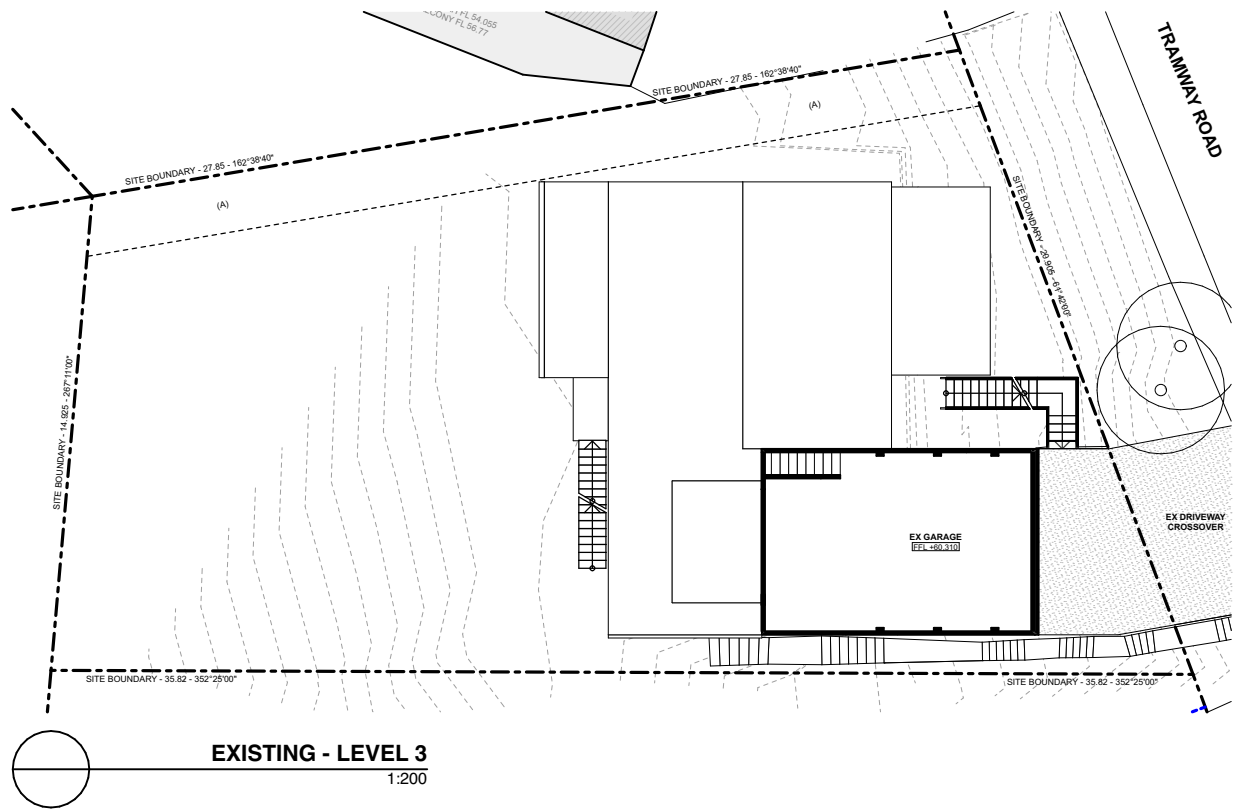 FL 54.055
CONY FL 56.77
TRAMWAY ROAD
SITE BOUNDARY - 27.85 - 162°38'40"
(A)
SITE BOUNDARY - 27.85 - 162°38'40"
(A)
SITE BOUNDARY - 20.905 - 61°42'00"
SITE BOUNDARY - 14.925 - 267°11'00"
EX DRIVEWAY
CROSSOVER
EX GARAGE
FFL +60.310
SITE BOUNDARY - 35.82 - 352°25'00"
SITE BOUNDARY - 35.82 - 352°25'00"
EXISTING - LEVEL 3
1:200